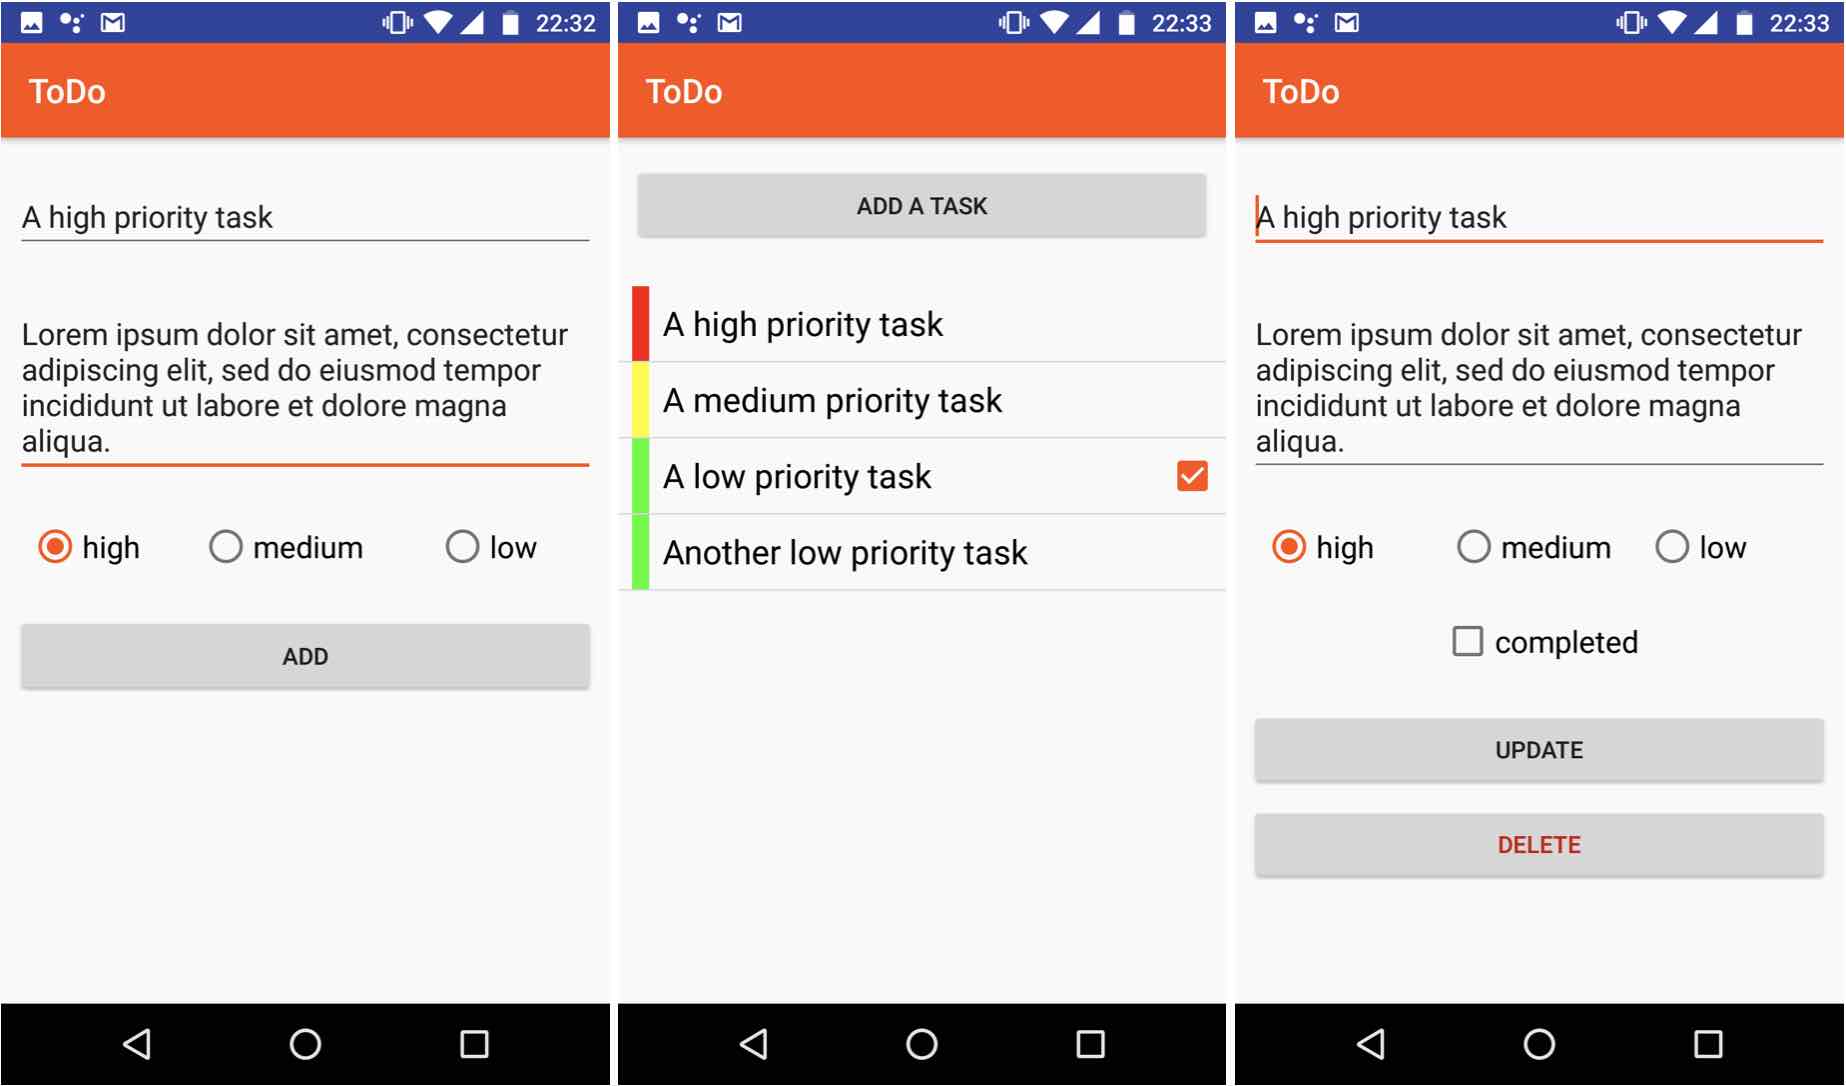 22:32
ToDo
A high priority task
Lorem ipsum dolor sit amet, consectetur
adipiscing elit, sed do eiusmod tempor
incididunt ut labore et dolore magna
aliqua.
high medium low
ADD
22:33
ToDo
ADD A TASK
A high priority task
A medium priority task
A low priority task
Another low priority task
22:33
ToDo
A high priority task
Lorem ipsum dolor sit amet, consectetur
adipiscing elit, sed do eiusmod tempor
incididunt ut labore et dolore magna
aliqua.
high medium low
completed
UPDATE
DELETE